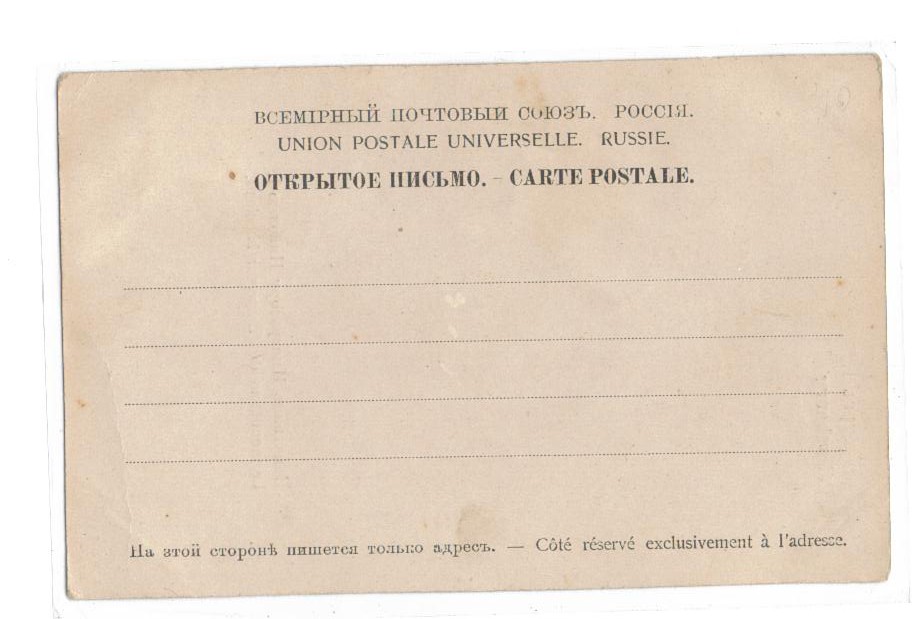 ВСЕМІРНЫЙ ПОЧТОВЫЙ СОЮЗЪ. РОССІЯ.
UNION POSTALE UNIVERSELLE. RUSSIE.
ОТКРЫТОЕ ПИСЬМО. – CARTE POSTALE.
На этой сторонѣ пишется только адресъ. — Côté réservé exclusivement à l'adresse.